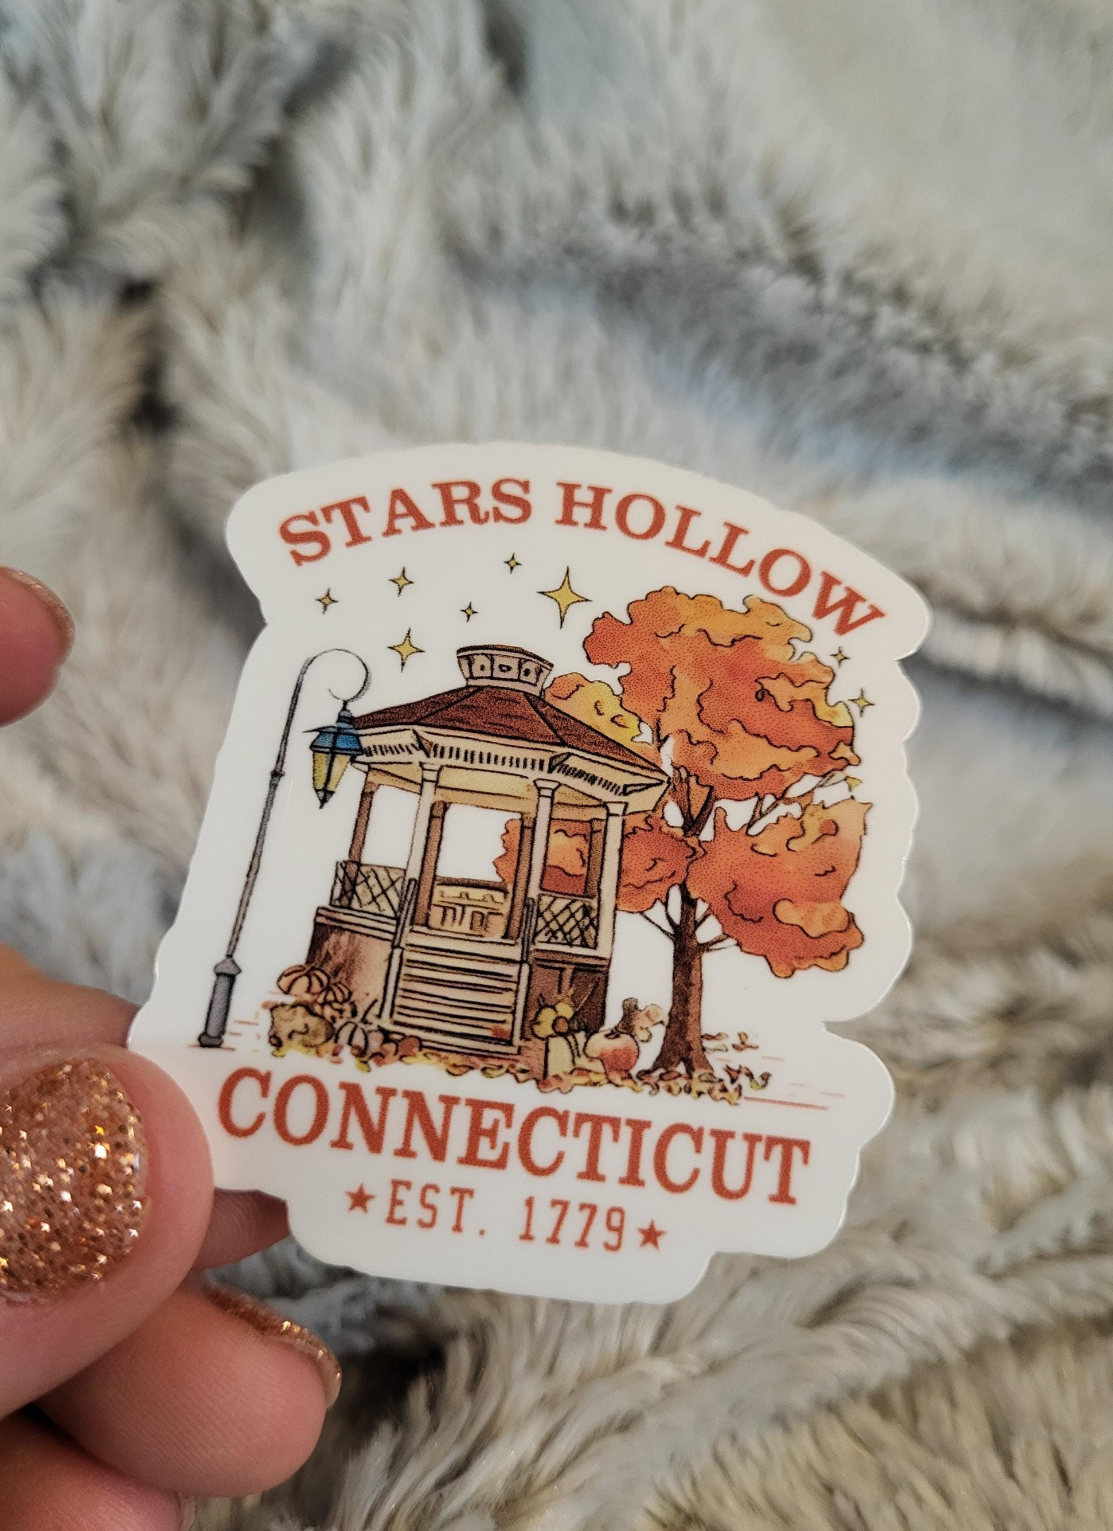 STARS HOLLOW
CONNECTICUT
★EST. 1779★